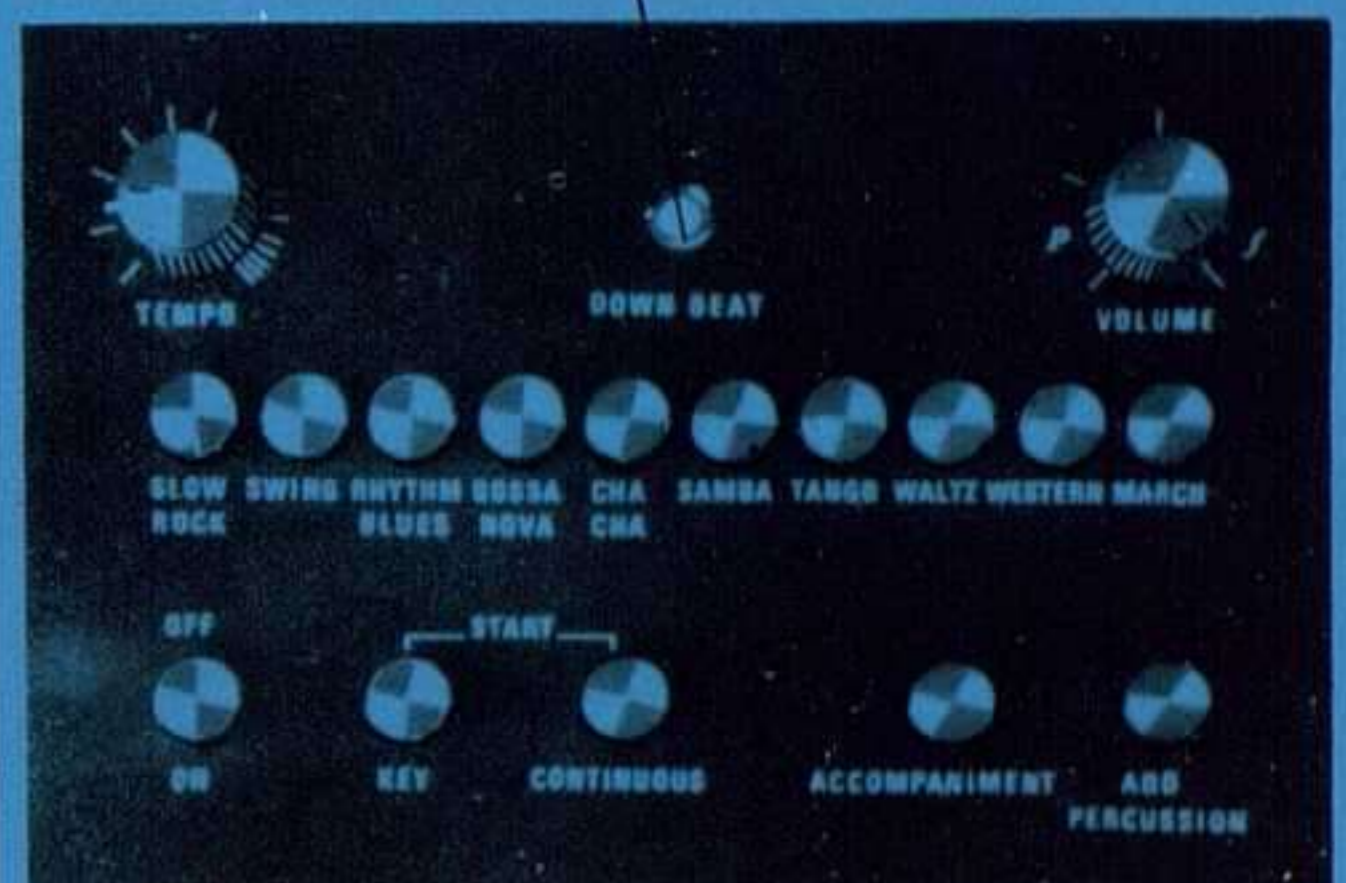 TEMPO
DOWN BEAT
P
f
VOLUME
SLOW ROCK
SWING
RHYTHM BLUES
BOSSA NOVA
CHA CHA
SAMBA
TANGO
WALTZ
WESTERN
MARCH
OFF
ON
START
KEY
CONTINUOUS
ACCOMPANIMENT
ADD PERCUSSION